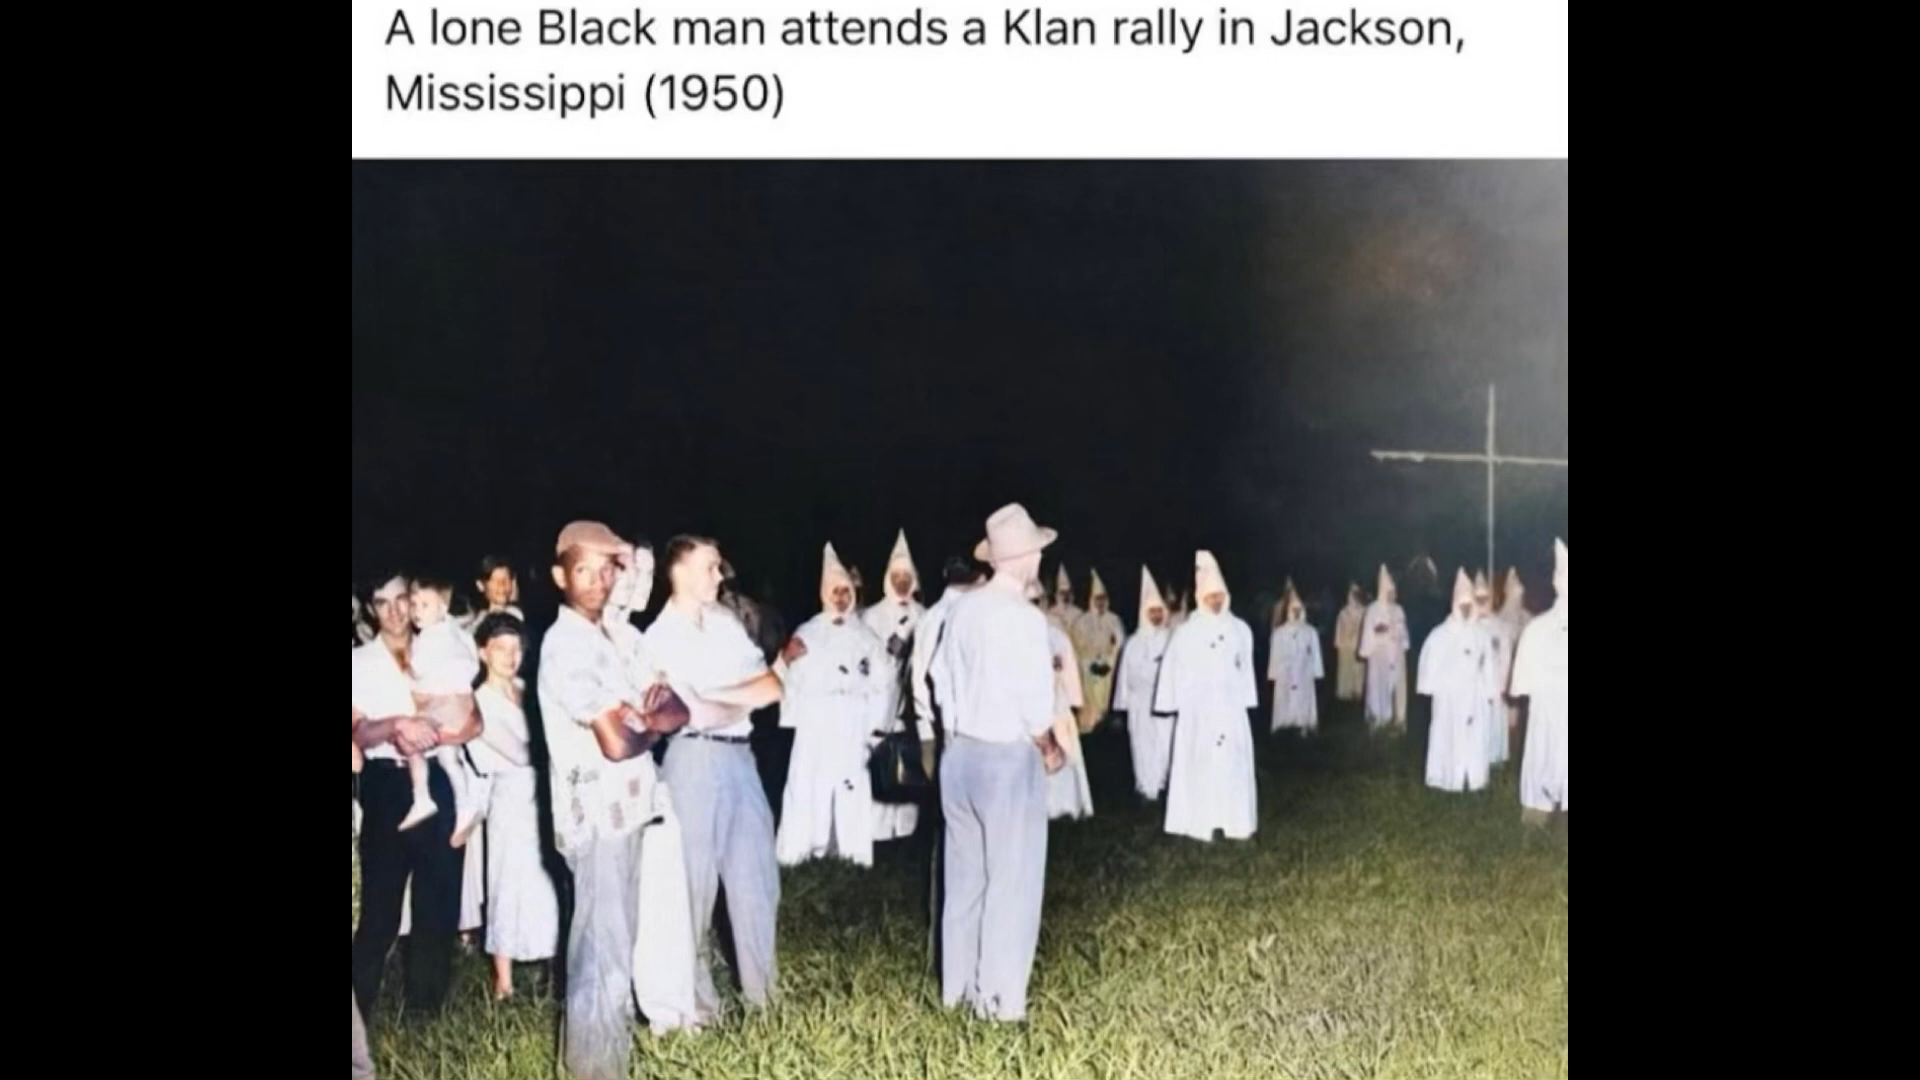 A lone Black man attends a Klan rally in Jackson,
Mississippi (1950)